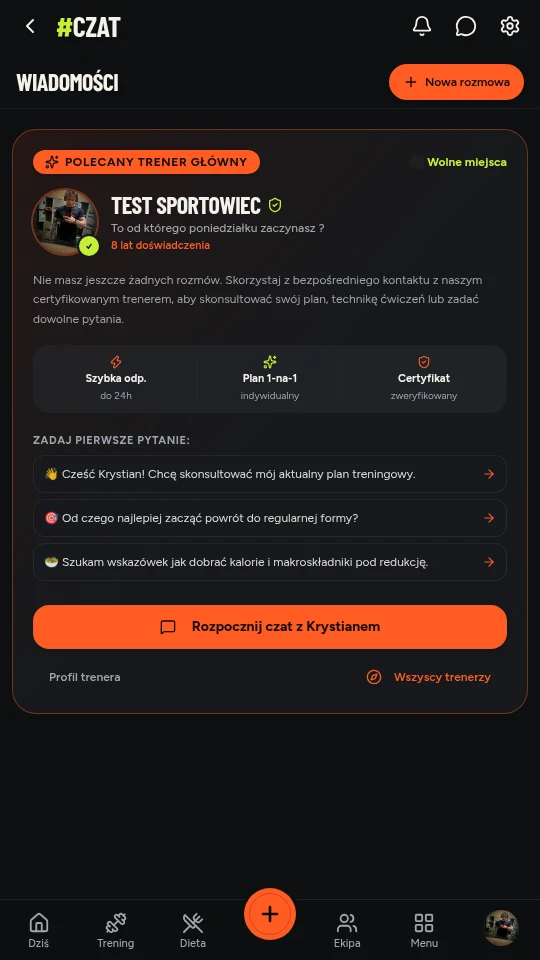 #CZAT
WIADOMOŚCI
Nowa rozmowa
POLECANY TRENER GŁÓWNY
Wolne miejsca
TEST SPORTOWIEC
To od którego poniedziałku zaczynasz ?
8 lat doświadczenia
Nie masz jeszcze żadnych rozmów. Skorzystaj z bezpośredniego kontaktu z naszym
certyfikowanym trenerem, aby skonsultować swój plan, technikę ćwiczeń lub zadać
dowolne pytania.
Szybka odp.
do 24h
Plan 1-na-1
indywidualny
Certyfikat
zweryfikowany
ZADAJ PIERWSZE PYTANIE:
👋 Cześć Krystian! Chcę skonsultować mój aktualny plan treningowy.
🎯 Od czego najlepiej zacząć powrót do regularnej formy?
🥗 Szukam wskazówek jak dobrać kalorie i makroskładniki pod redukcję.
Rozpocznij czat z Krystianem
Profil trenera
Wszyscy trenerzy
Dziś
Trening
Dieta
Ekipa
Menu